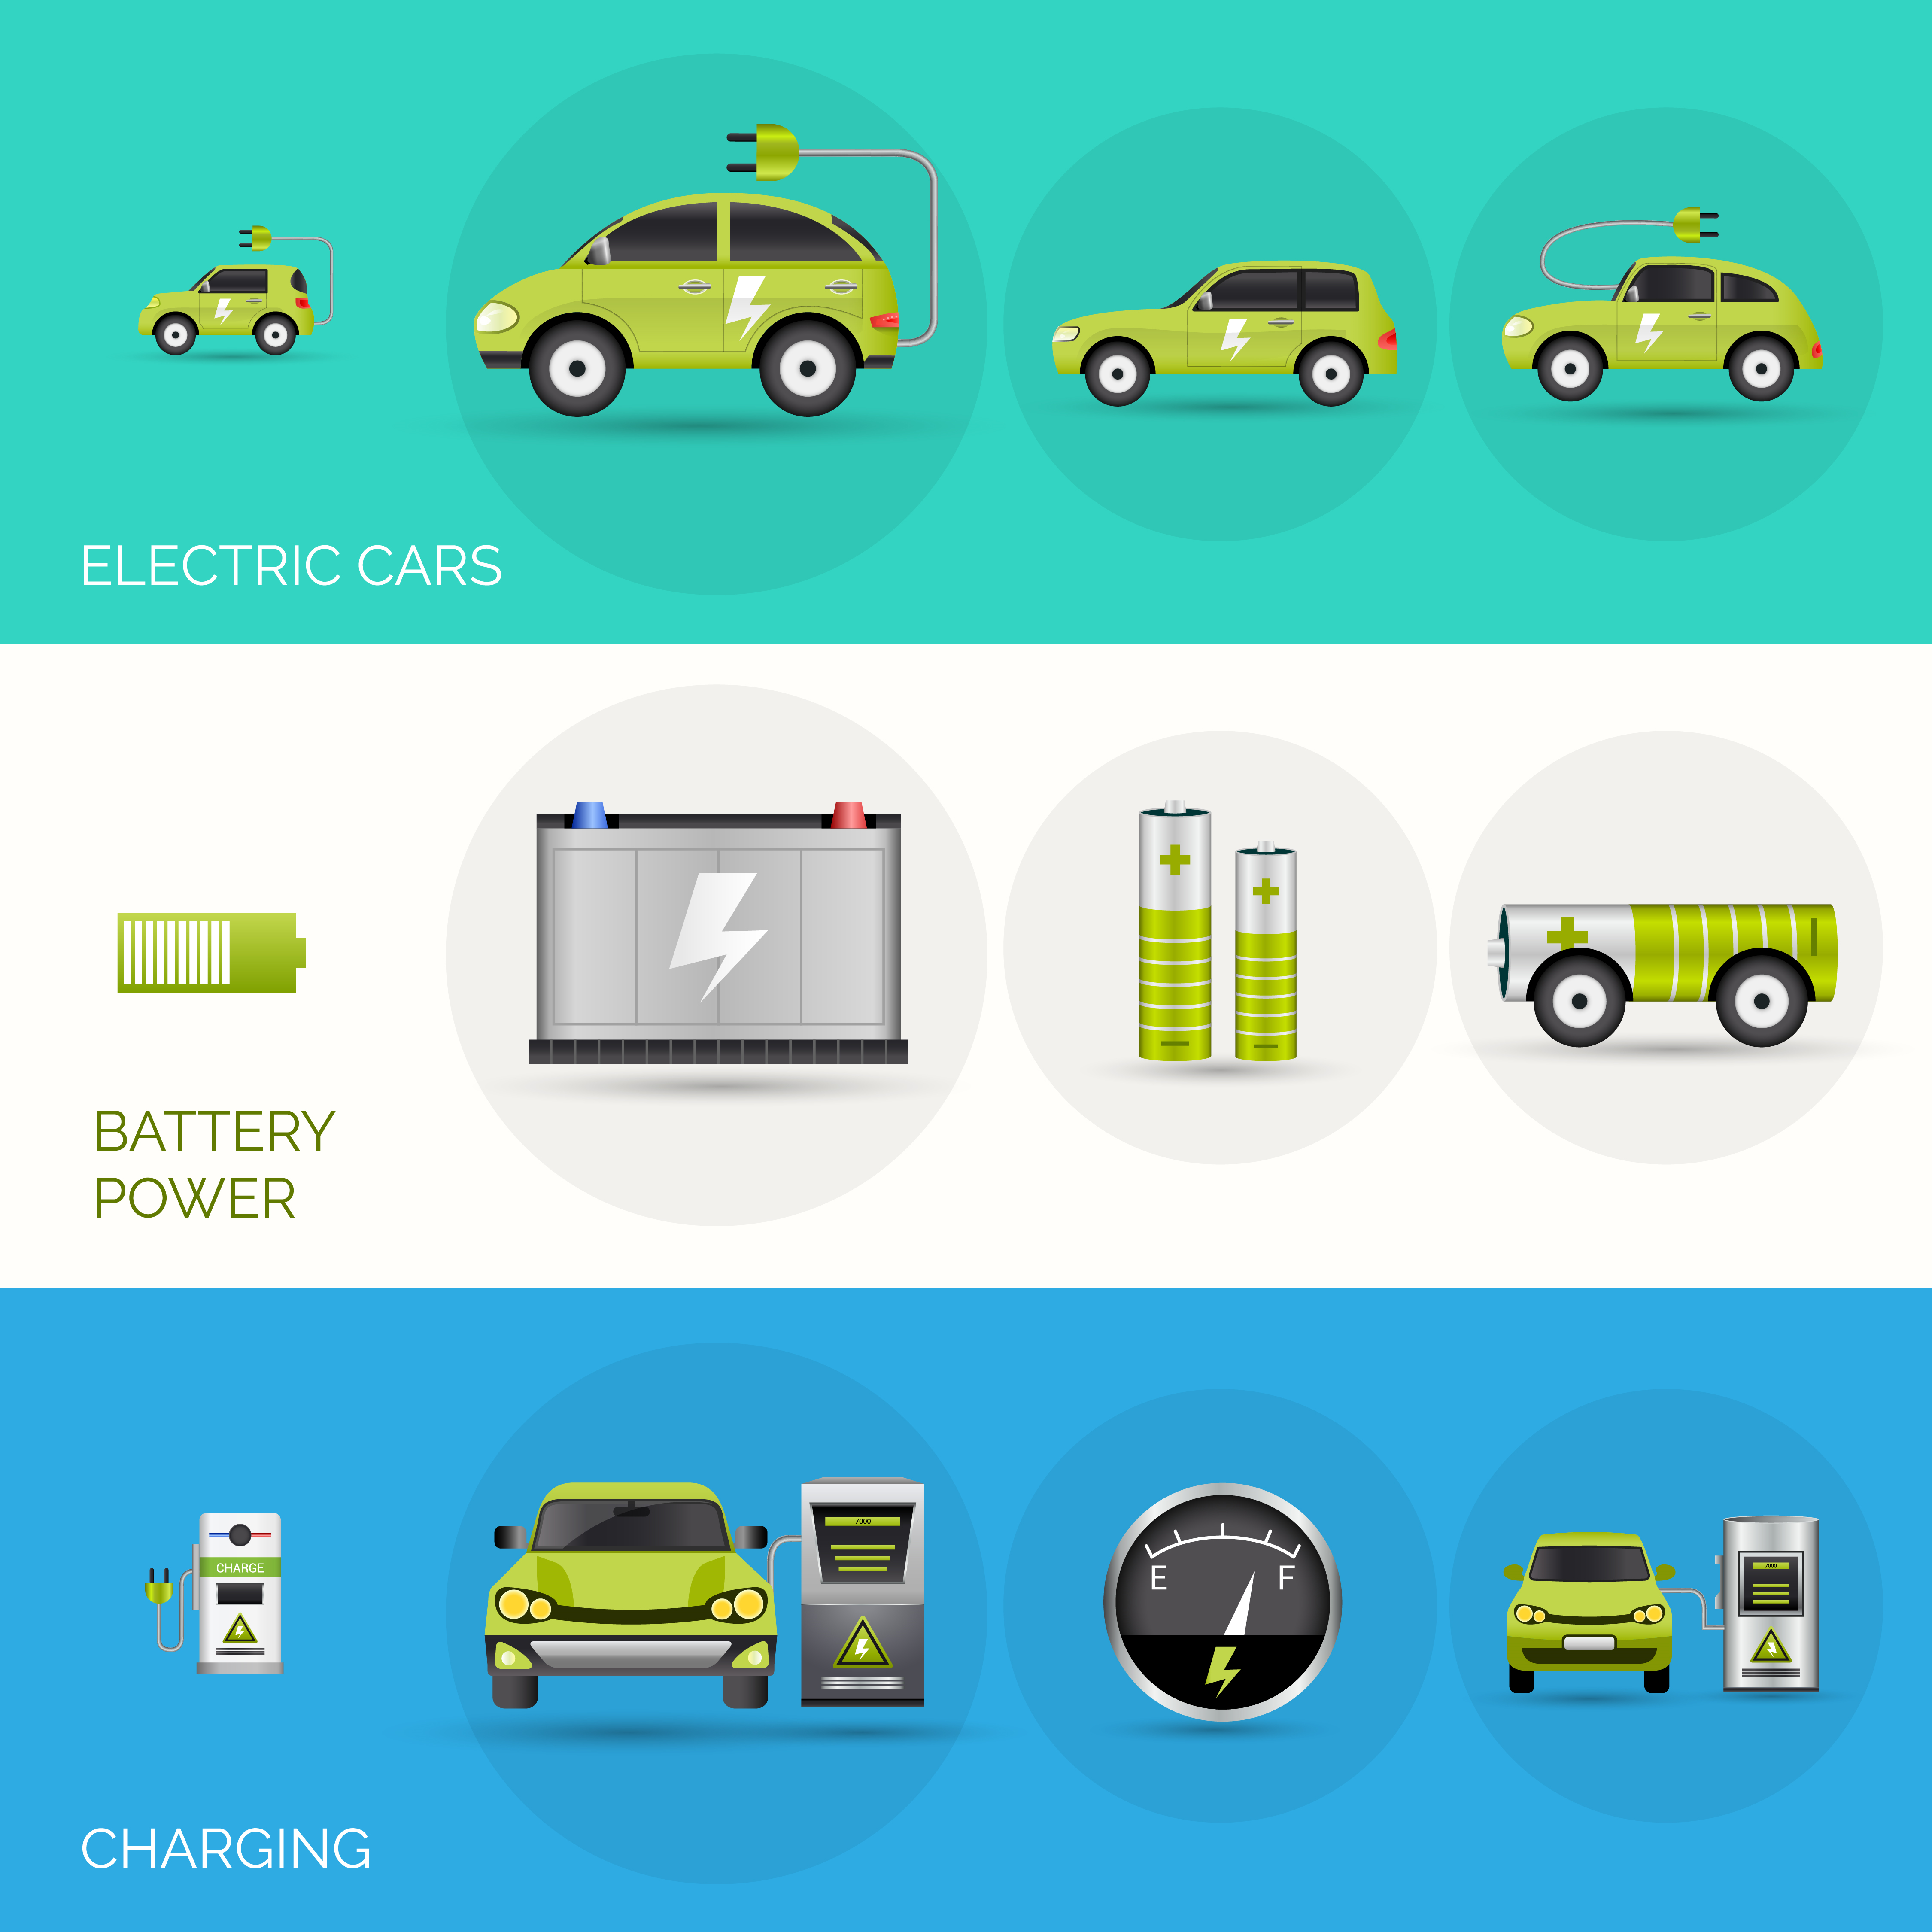 ELECTRIC CARS
BATTERY
POWER
CHARGE
7000
E F
7000
CHARGING